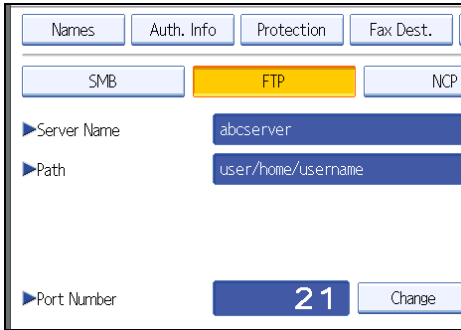 Names Auth. Info Protection Fax Dest.
SMB FTP NCP
▶Server Name abcserver
▶Path user/home/username
▶Port Number 21 Change